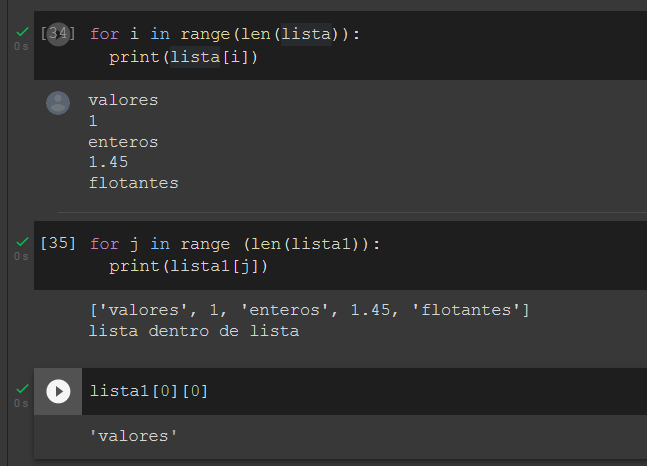 [34] for i in range(len(lista)):
print(lista[i])
0s
valores
1
enteros
1.45
flotantes
[35] for j in range (len(lista1)):
print(lista1[j])
0s
['valores', 1, 'enteros', 1.45, 'flotantes']
lista dentro de lista
lista1[0][0]
0s
'valores'